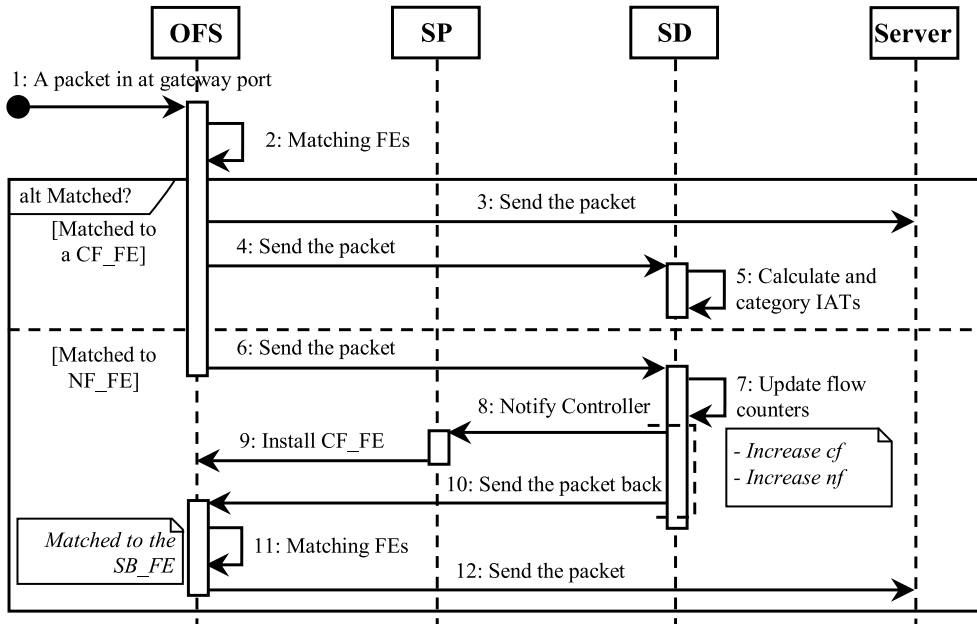 OFS
SP
SD
Server
1: A packet in at gateway port
2: Matching FEs
alt Matched?
3: Send the packet
[Matched to
a CF_FE]
4: Send the packet
5: Calculate and
category IATs
6: Send the packet
[Matched to
NF_FE]
7: Update flow
counters
8: Notify Controller
9: Install CF_FE
- Increase cf
- Increase nf
10: Send the packet back
Matched to the
SB_FE
11: Matching FEs
12: Send the packet